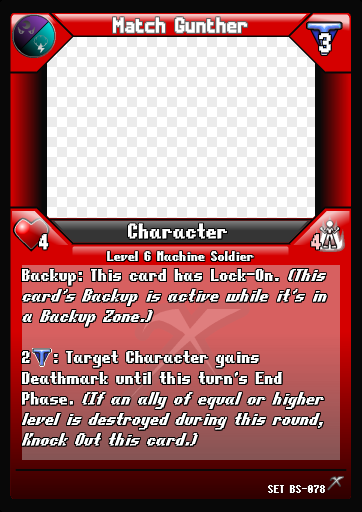 Match Gunther
3
Character
4
4
Level 6 Machine Soldier
Backup: This card has Lock-On. (This
card's Backup is active while it's in
a Backup Zone.)
2 : Target Character gains
Deathmark until this turn's End
Phase. (If an ally of equal or higher
level is destroyed during this round,
Knock Out this card.)
SET BS-078